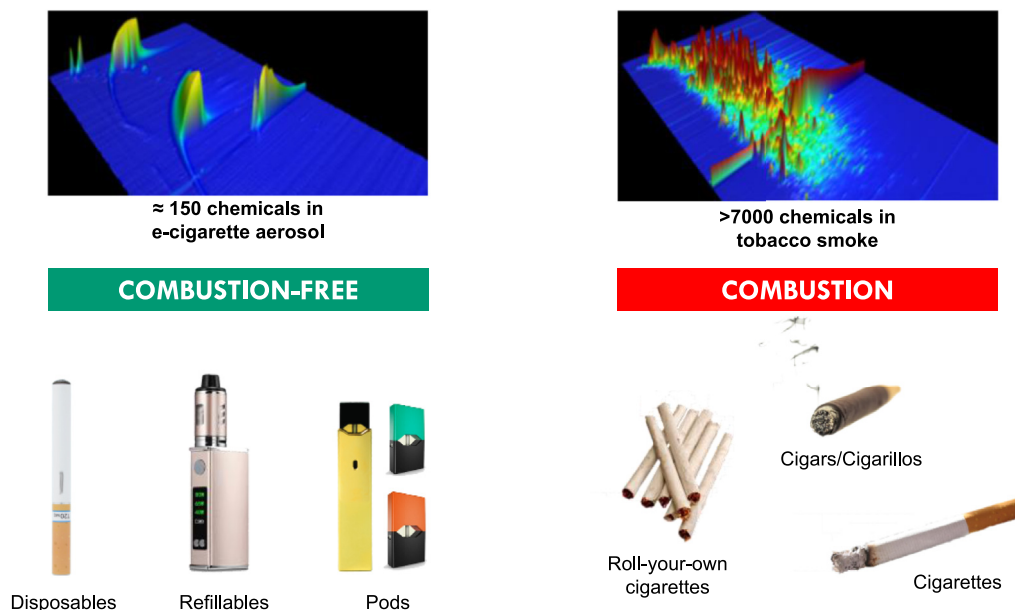 ≈ 150 chemicals in
e-cigarette aerosol
>7000 chemicals in
tobacco smoke
COMBUSTION-FREE
COMBUSTION
Cigars/Cigarillos
Roll-your-own
cigarettes
Cigarettes
Disposables
Refillables
Pods